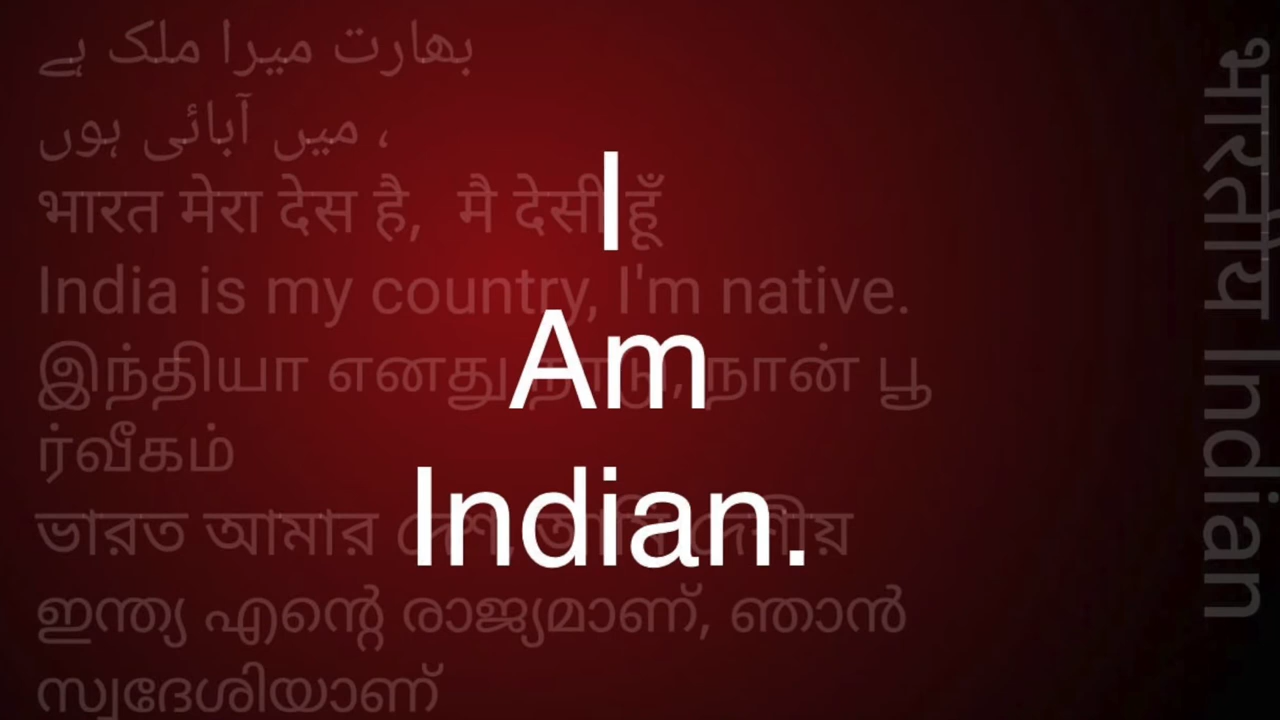 بھارت میرا ملک ہے
، میں آبائی ہوں
भारत मेरा देस है, मै देसी हूँ
India is my country, I'm native.
இந்தியா எனது நாடு, நான் பூ
ர்வீகம்
ভারত আমার দেশ, আমি দেশীয়
ഇന്ത്യ എന്റെ രാജ്യമാണ്, ഞാൻ
സ്വദേശിയാണ്
I
Am
Indian.
भारतीय Indian